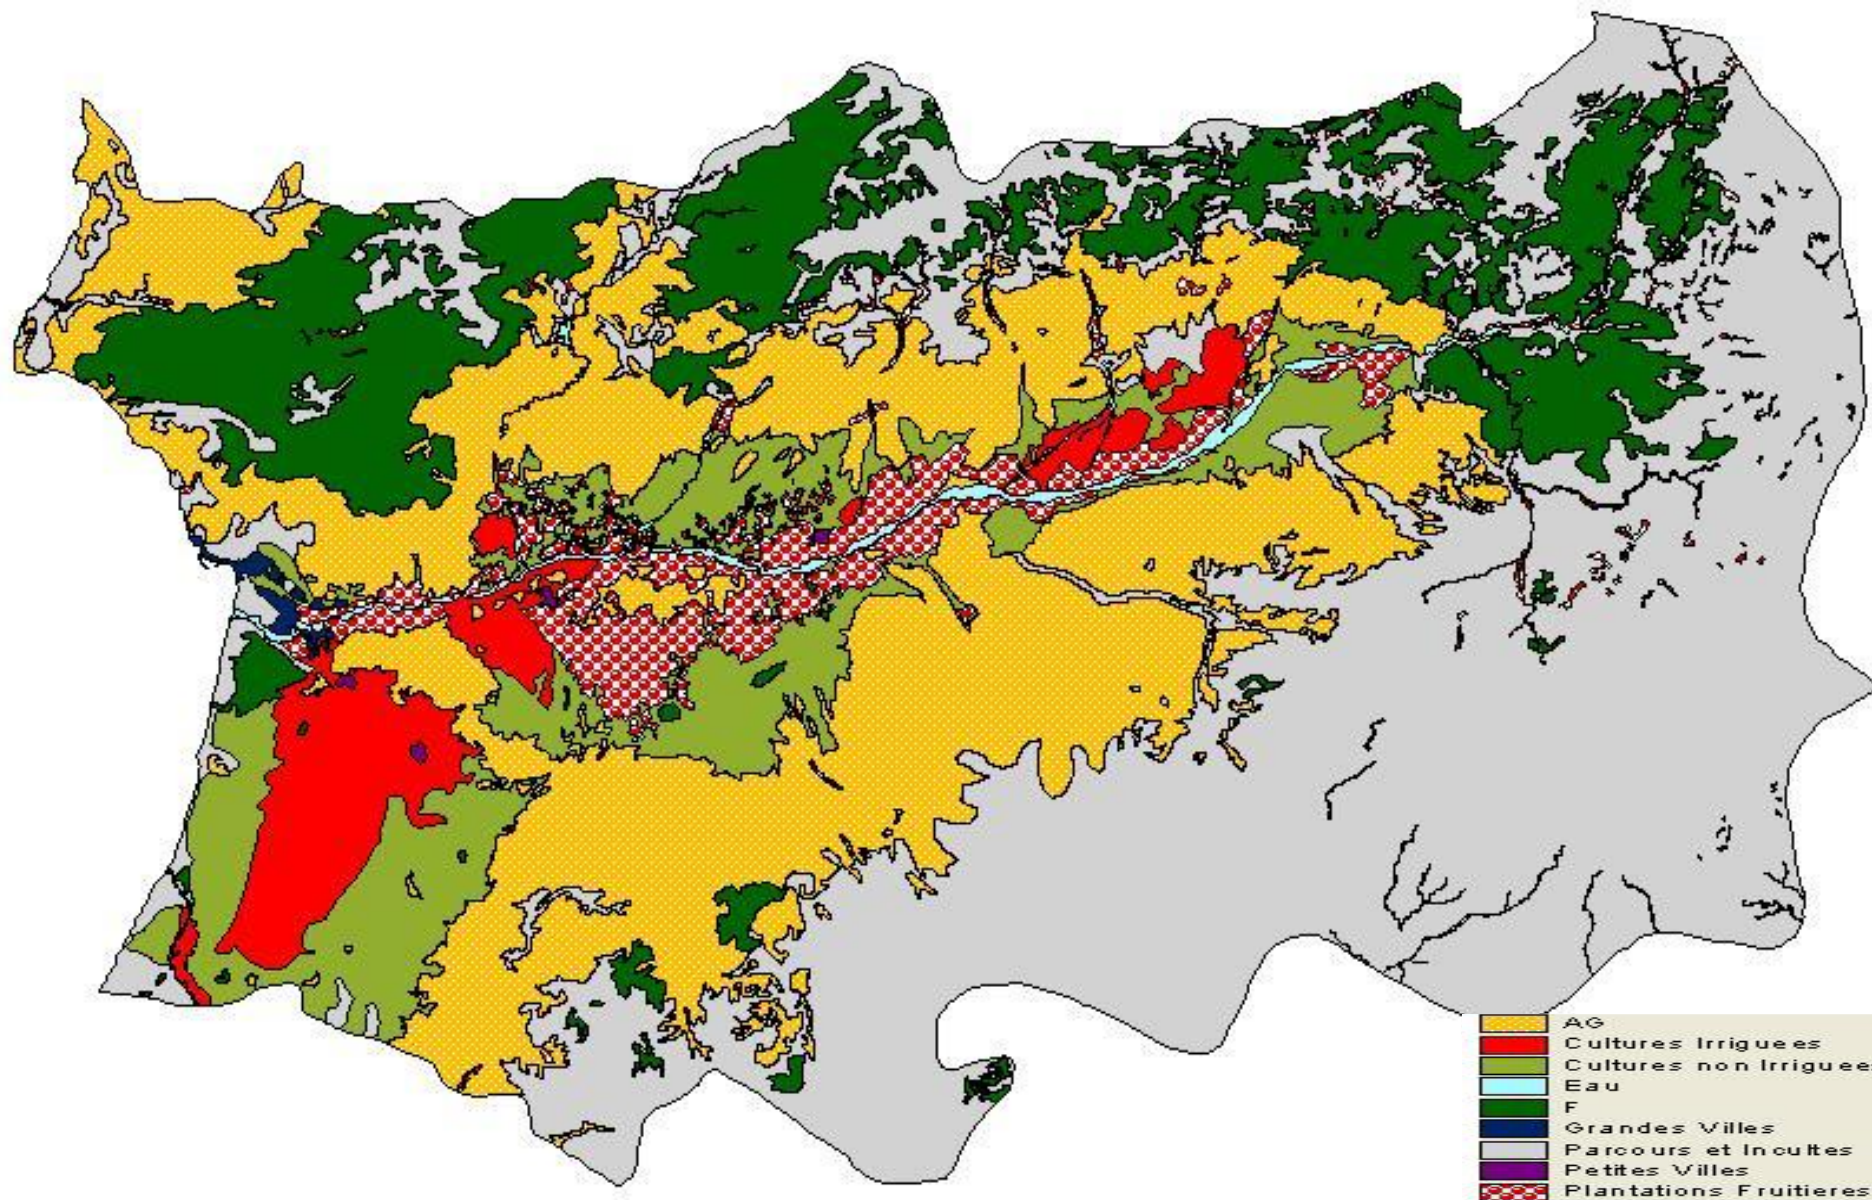 AG
Cultures Irriguees
Cultures non Irriguees
Eau
F
Grandes Villes
Parcours et Incultes
Petites Villes
Plantations Fruitieres